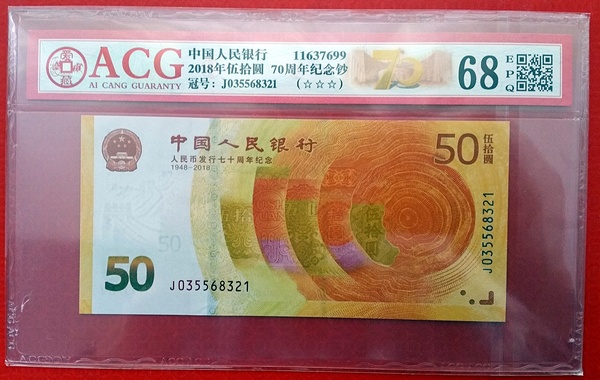 ACG
AI CANG GUARANTY
中国人民银行 11637699
2018年伍拾圆 70周年纪念钞
冠号: J035568321 (☆☆☆)
70
68
EPQ
中国人民银行
人民币发行七十周年纪念
1948-2018
50
伍拾圆
伍拾圆
50
50
J035568321
J035568321